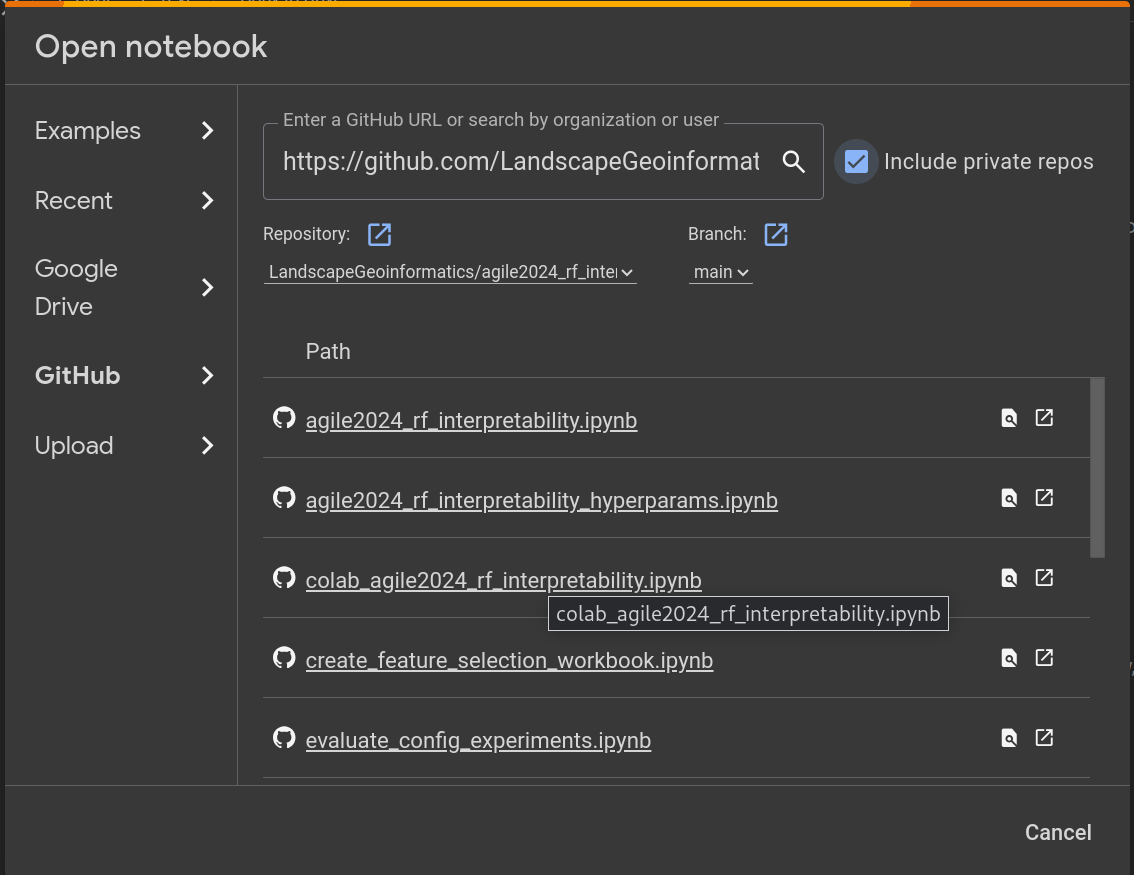 Open notebook
Examples
Recent
Google
Drive
GitHub
Upload
Enter a GitHub URL or search by organization or user
https://github.com/LandscapeGeoinformat
Include private repos
Repository:
Branch:
LandscapeGeoinformatics/agile2024_rf_inter
main
Path
agile2024_rf_interpretability.ipynb
agile2024_rf_interpretability_hyperparams.ipynb
colab_agile2024_rf_interpretability.ipynb
colab_agile2024_rf_interpretability.ipynb
create_feature_selection_workbook.ipynb
evaluate_config_experiments.ipynb
Cancel